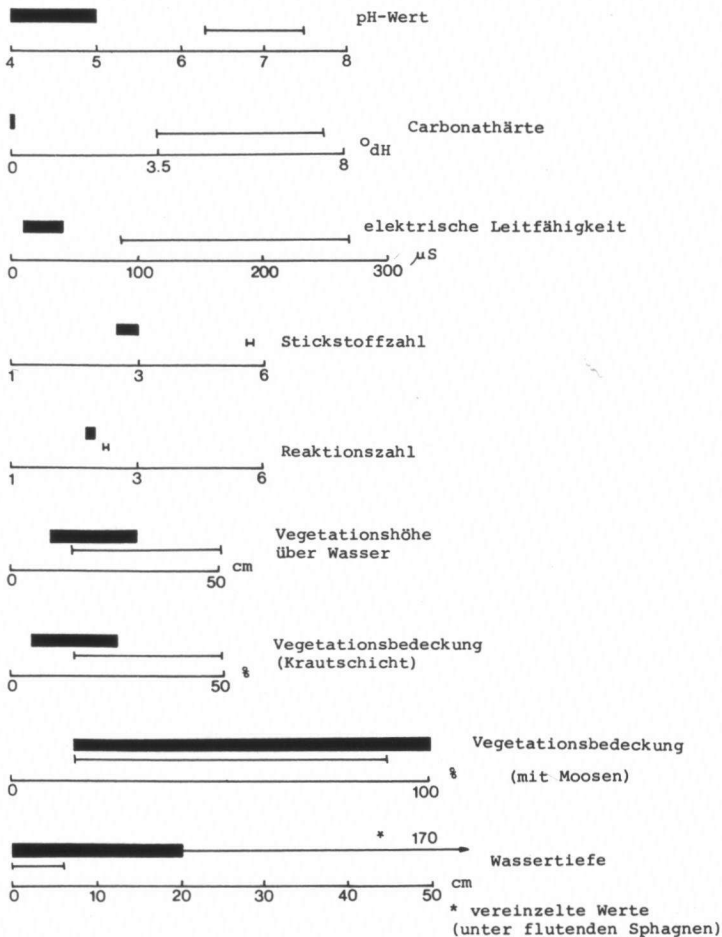 pH-Wert
4 5 6 7 8
Carbonathärte
0 3.5 8 °dH
elektrische Leitfähigkeit
0 100 200 300 µS
Stickstoffzahl
1 3 6
Reaktionszahl
1 3 6
Vegetationshöhe
über Wasser
0 50 cm
Vegetationsbedeckung
(Krautschicht)
0 50 %
Vegetationsbedeckung
(mit Moosen)
0 100 %
* 170
Wassertiefe
0 10 20 30 40 50 cm
* vereinzelte Werte
(unter flutenden Sphagnen)